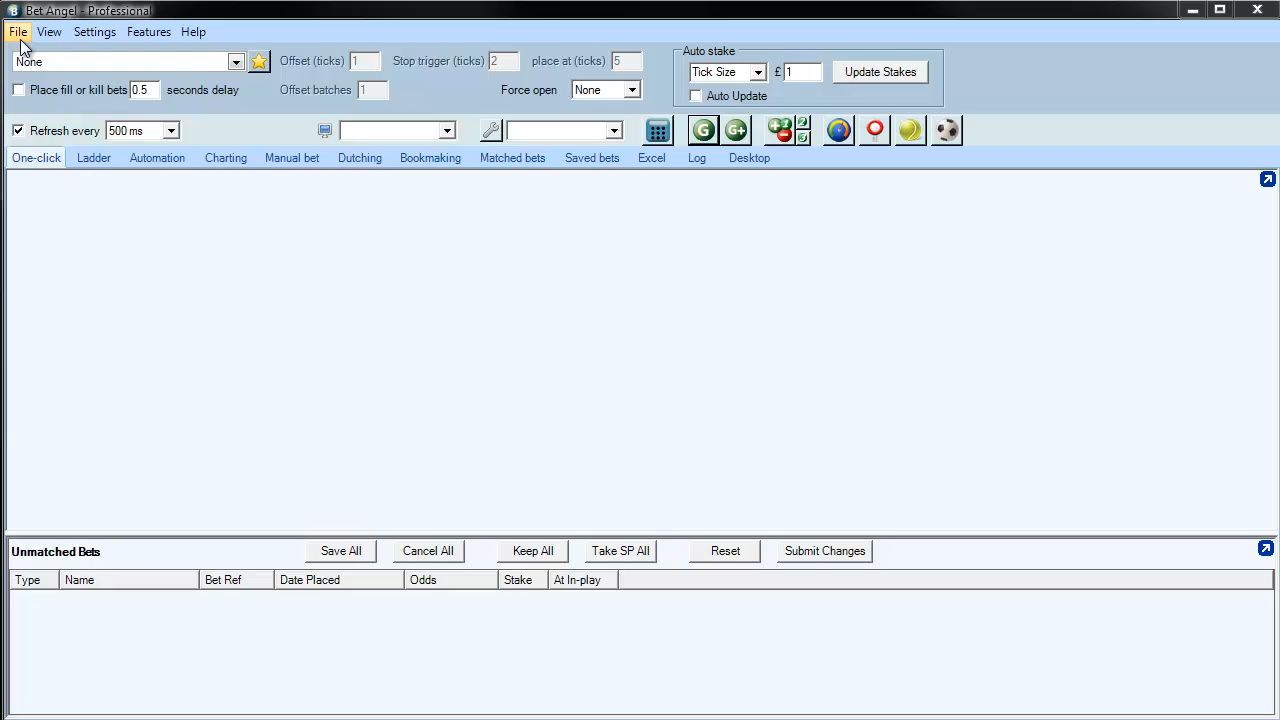 Bet Angel - Professional
File View Settings Features Help
None Offset (ticks) 1 Stop trigger (ticks) 2 place at (ticks) 5 Auto stake
Tick Size £ 1 Update Stakes
Place fill or kill bets 0.5 seconds delay Offset batches 1 Force open None Auto Update
Refresh every 500 ms G G+ 1 2 3
One-click Ladder Automation Charting Manual bet Dutching Bookmaking Matched bets Saved bets Excel Log Desktop
Unmatched Bets Save All Cancel All Keep All Take SP All Reset Submit Changes
Type Name Bet Ref Date Placed Odds Stake At In-play